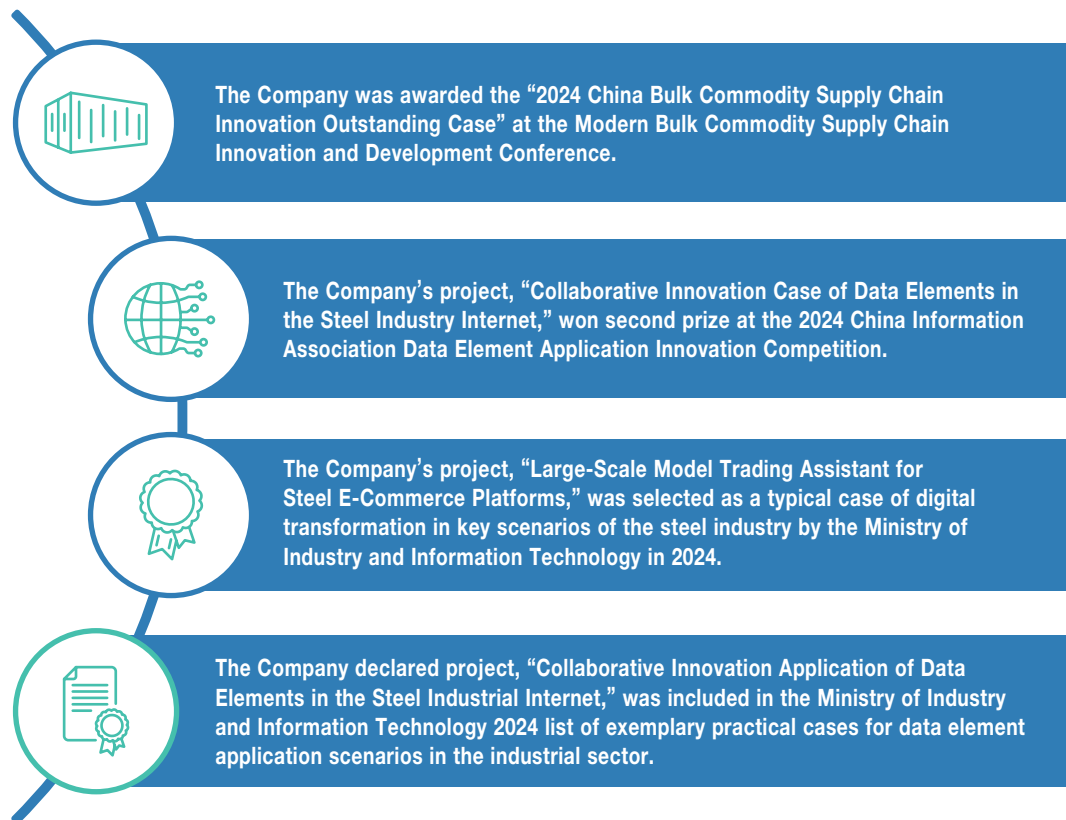 The Company was awarded the “2024 China Bulk Commodity Supply Chain
Innovation Outstanding Case” at the Modern Bulk Commodity Supply Chain
Innovation and Development Conference.
The Company’s project, “Collaborative Innovation Case of Data Elements in
the Steel Industry Internet,” won second prize at the 2024 China Information
Association Data Element Application Innovation Competition.
The Company’s project, “Large-Scale Model Trading Assistant for
Steel E-Commerce Platforms,” was selected as a typical case of digital
transformation in key scenarios of the steel industry by the Ministry of
Industry and Information Technology in 2024.
The Company declared project, “Collaborative Innovation Application of Data
Elements in the Steel Industrial Internet,” was included in the Ministry of Industry
and Information Technology 2024 list of exemplary practical cases for data element
application scenarios in the industrial sector.